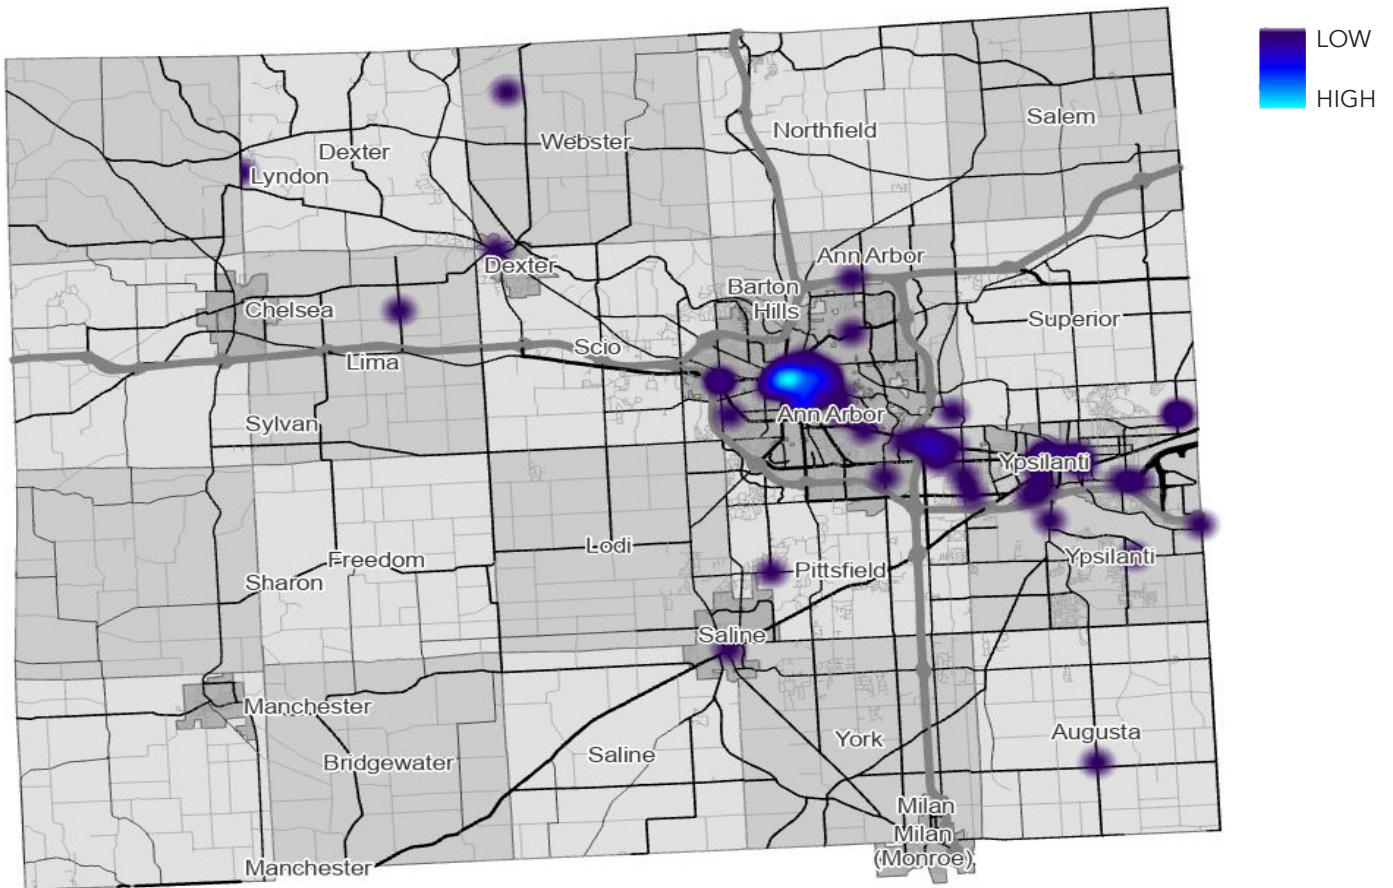 LOW
HIGH
Salem
Northfield
Webster
Dexter
Lyndon
Ann Arbor
Dexter
Barton
Hills
Chelsea
Superior
Scio
Lima
Ann Arbor
Sylvan
Ypsilanti
Lodi
Freedom
Ypsilanti
Pittsfield
Sharon
Saline
Manchester
Augusta
York
Saline
Bridgewater
Milan
Milan
(Monroe)
Manchester